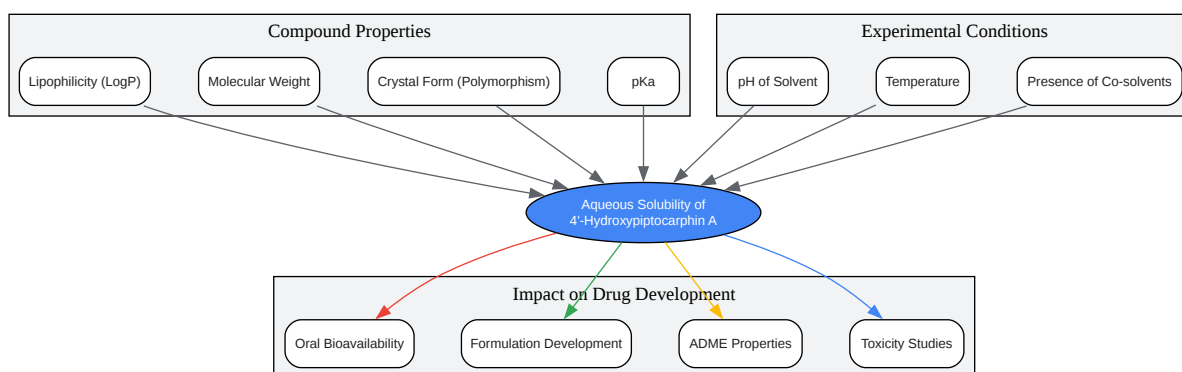 Compound Properties
Experimental Conditions
Lipophilicity (LogP)
Molecular Weight
Crystal Form (Polymorphism)
pKa
pH of Solvent
Temperature
Presence of Co-solvents
Aqueous Solubility of
4'-Hydroxypiptocarphin A
Impact on Drug Development
Oral Bioavailability
Formulation Development
ADME Properties
Toxicity Studies